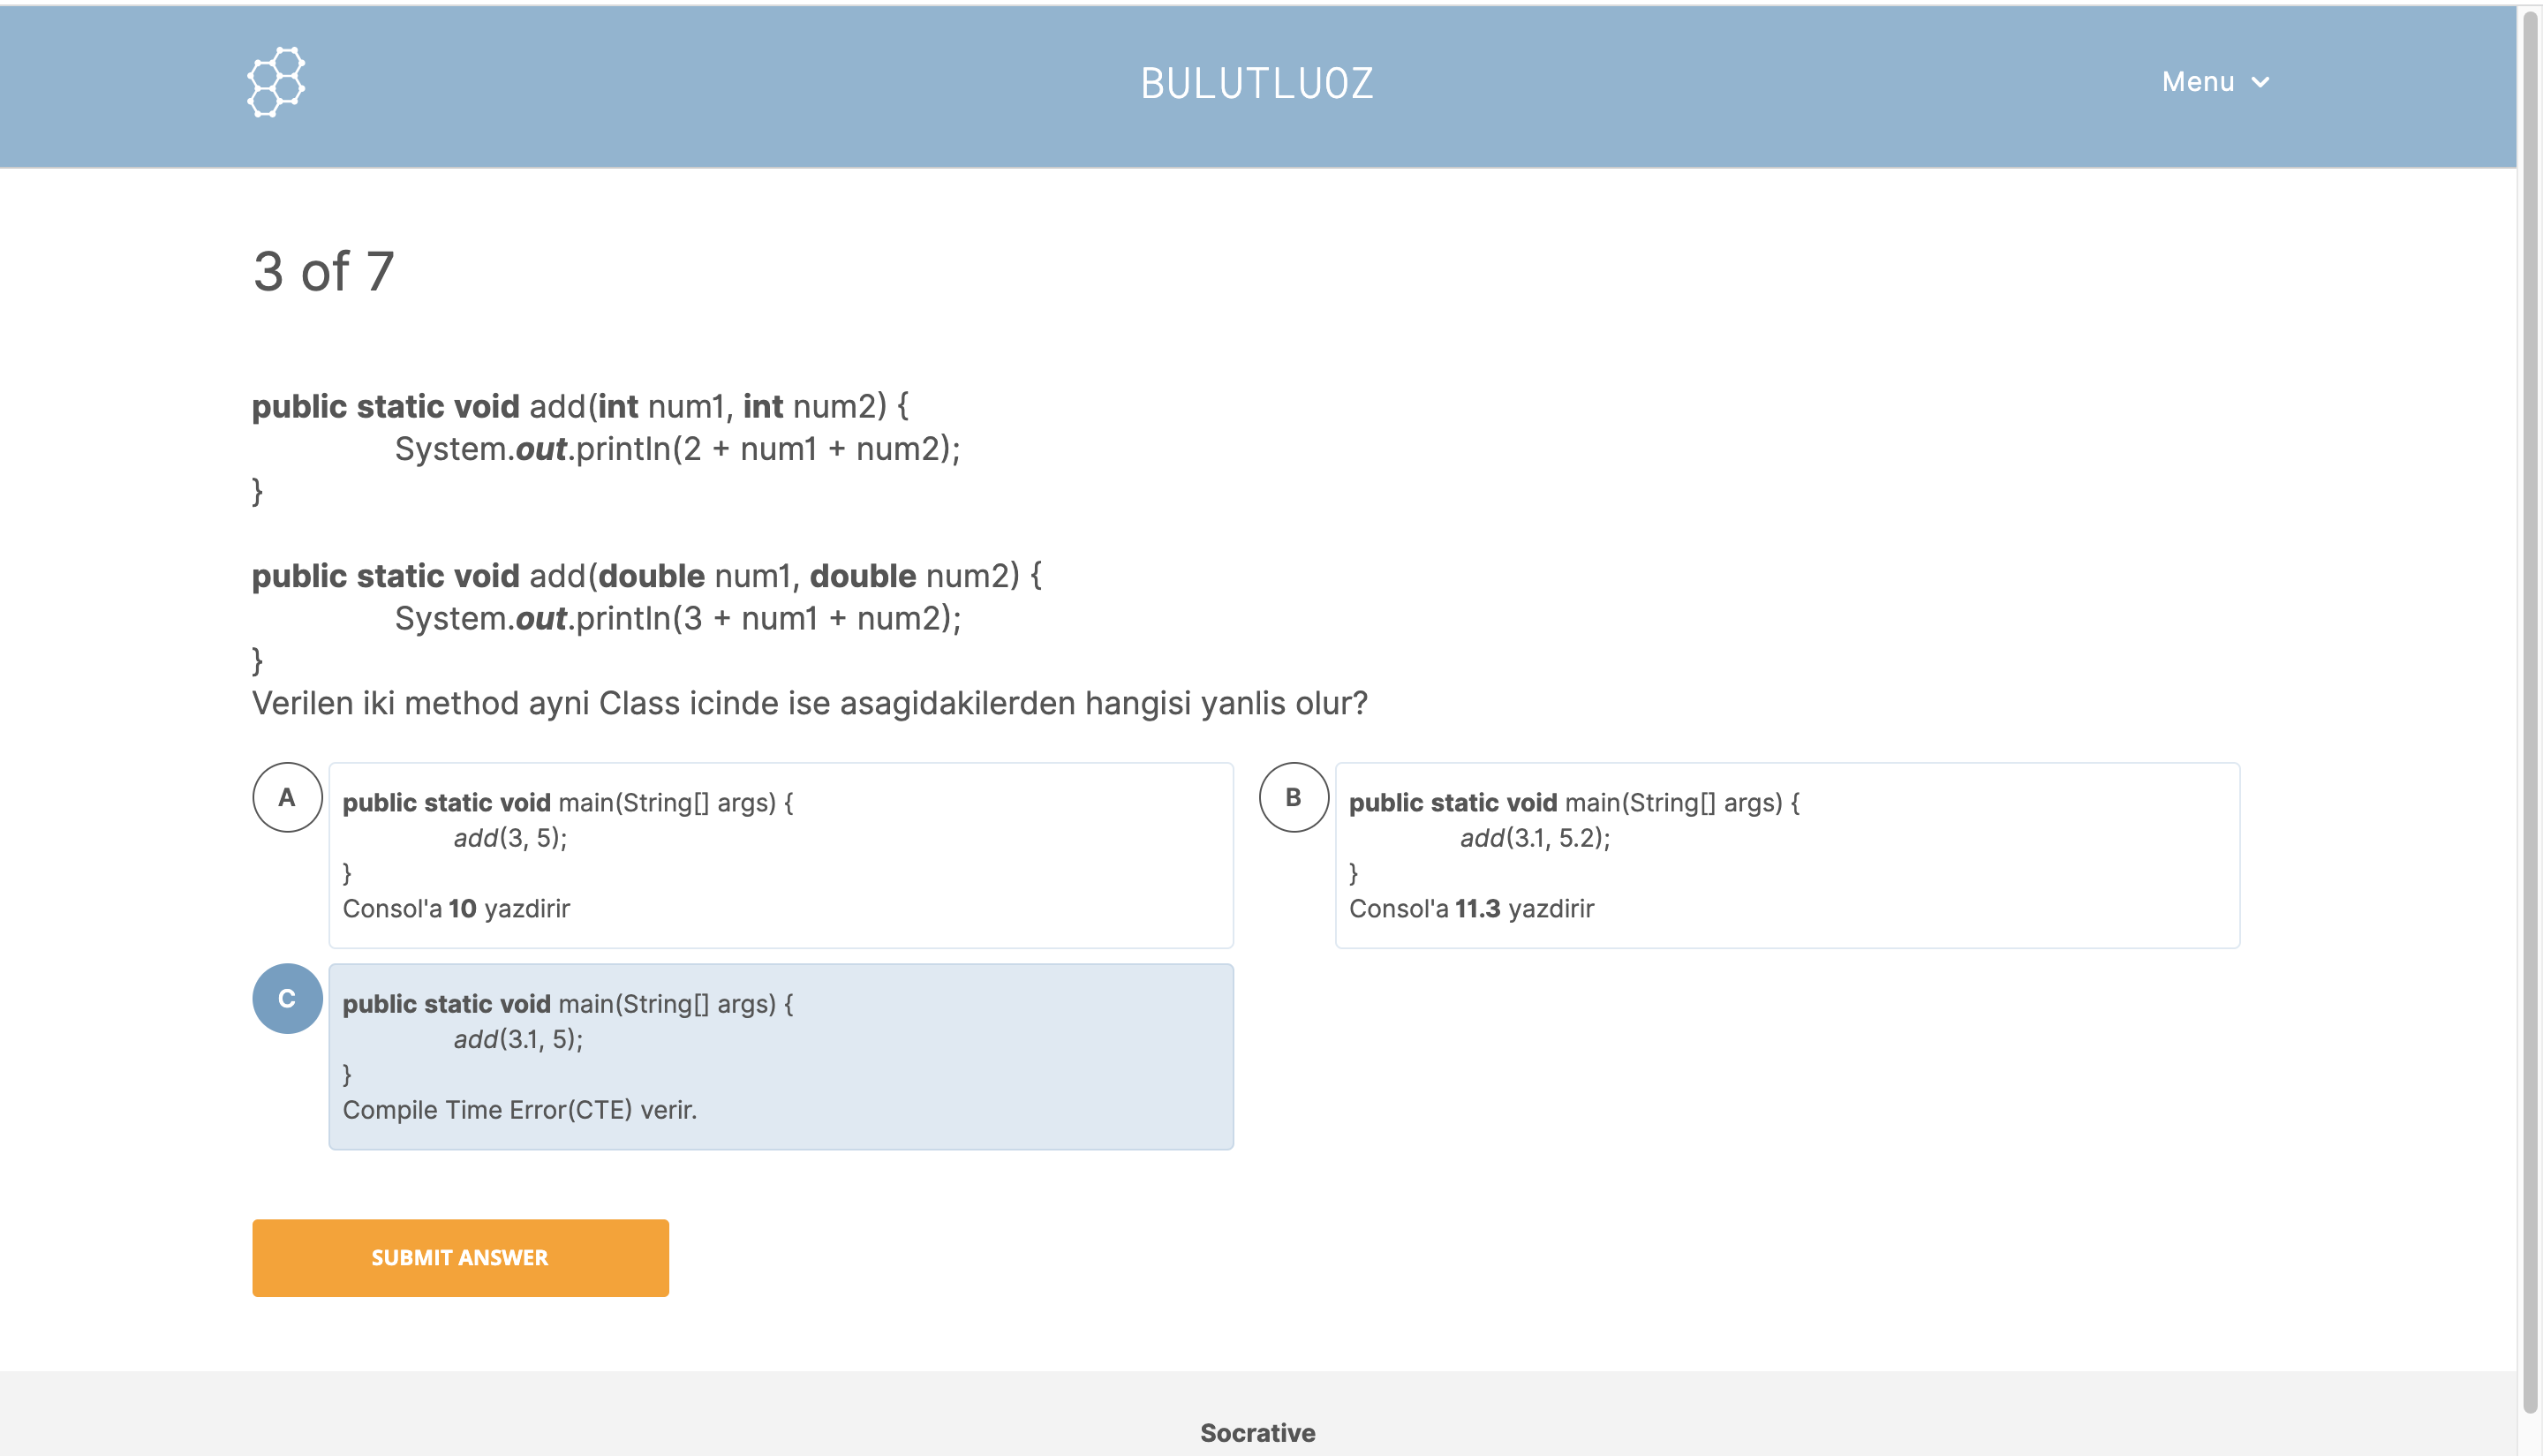 BULUTLUOZ
Menu
3 of 7
public static void add(int num1, int num2) {
System.out.println(2 + num1 + num2);
}
public static void add(double num1, double num2) {
System.out.println(3 + num1 + num2);
}
Verilen iki method ayni Class icinde ise asagidakilerden hangisi yanlis olur?
A
public static void main(String[] args) {
add(3, 5);
}
Consol'a 10 yazdirir
B
public static void main(String[] args) {
add(3.1, 5.2);
}
Consol'a 11.3 yazdirir
C
public static void main(String[] args) {
add(3.1, 5);
}
Compile Time Error(CTE) verir.
SUBMIT ANSWER
Socrative